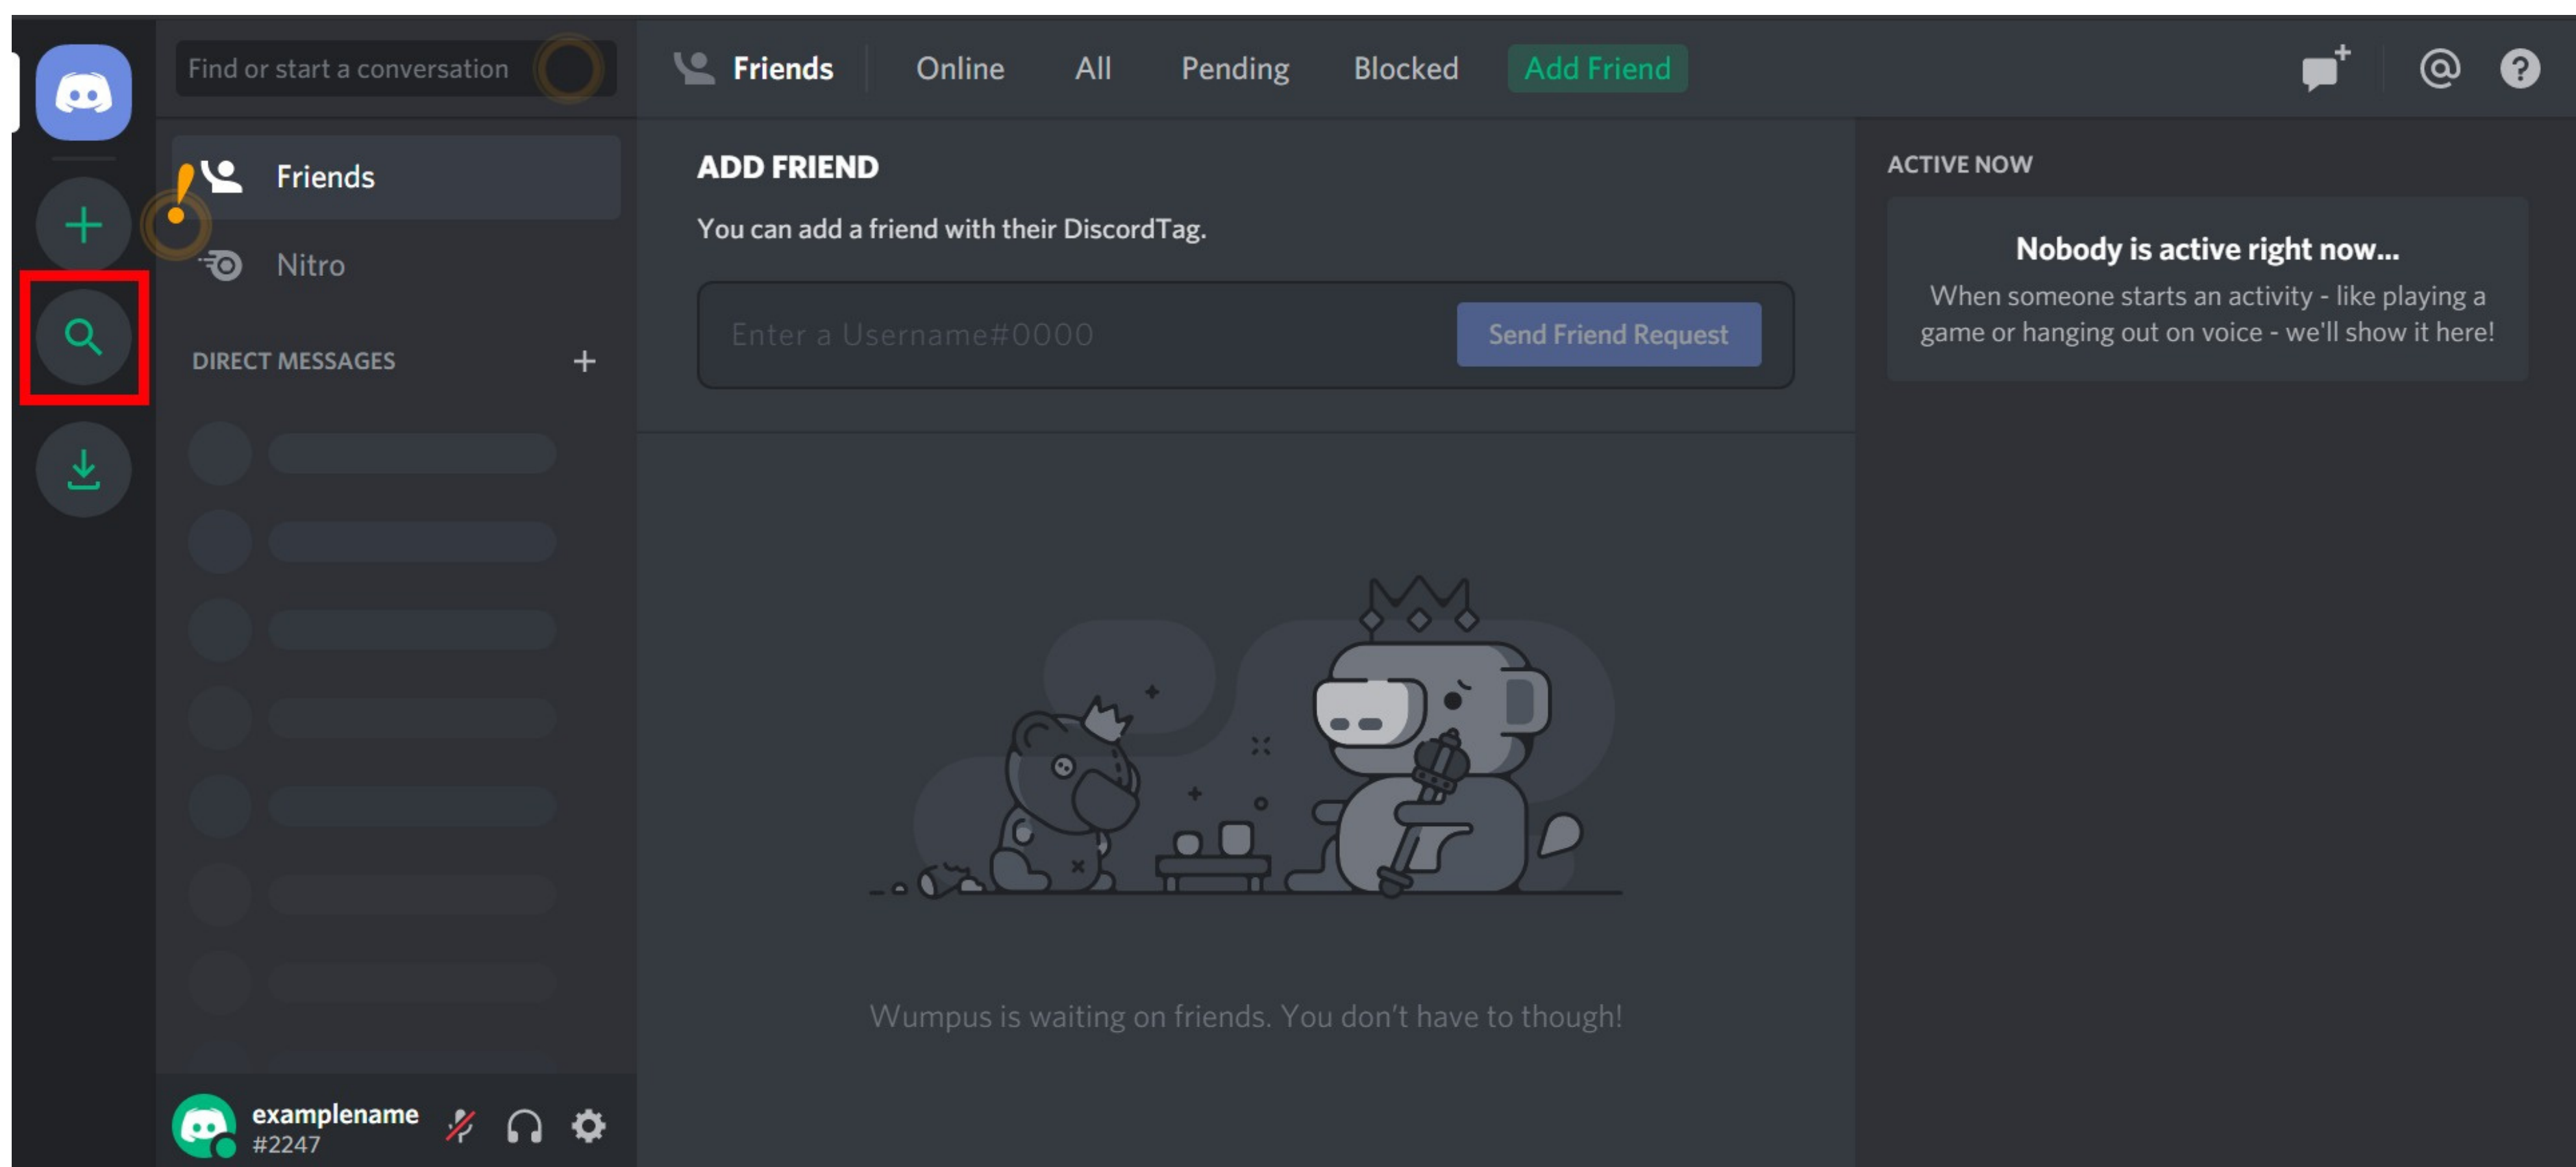 Find or start a conversation
Friends
Online
All
Pending
Blocked
Add Friend
Friends
Nitro
DIRECT MESSAGES
ADD FRIEND
You can add a friend with their DiscordTag.
Enter a Username#0000
Send Friend Request
Wumpus is waiting on friends. You don't have to though!
ACTIVE NOW
Nobody is active right now...
When someone starts an activity - like playing a
game or hanging out on voice - we'll show it here!
examplename
#2247